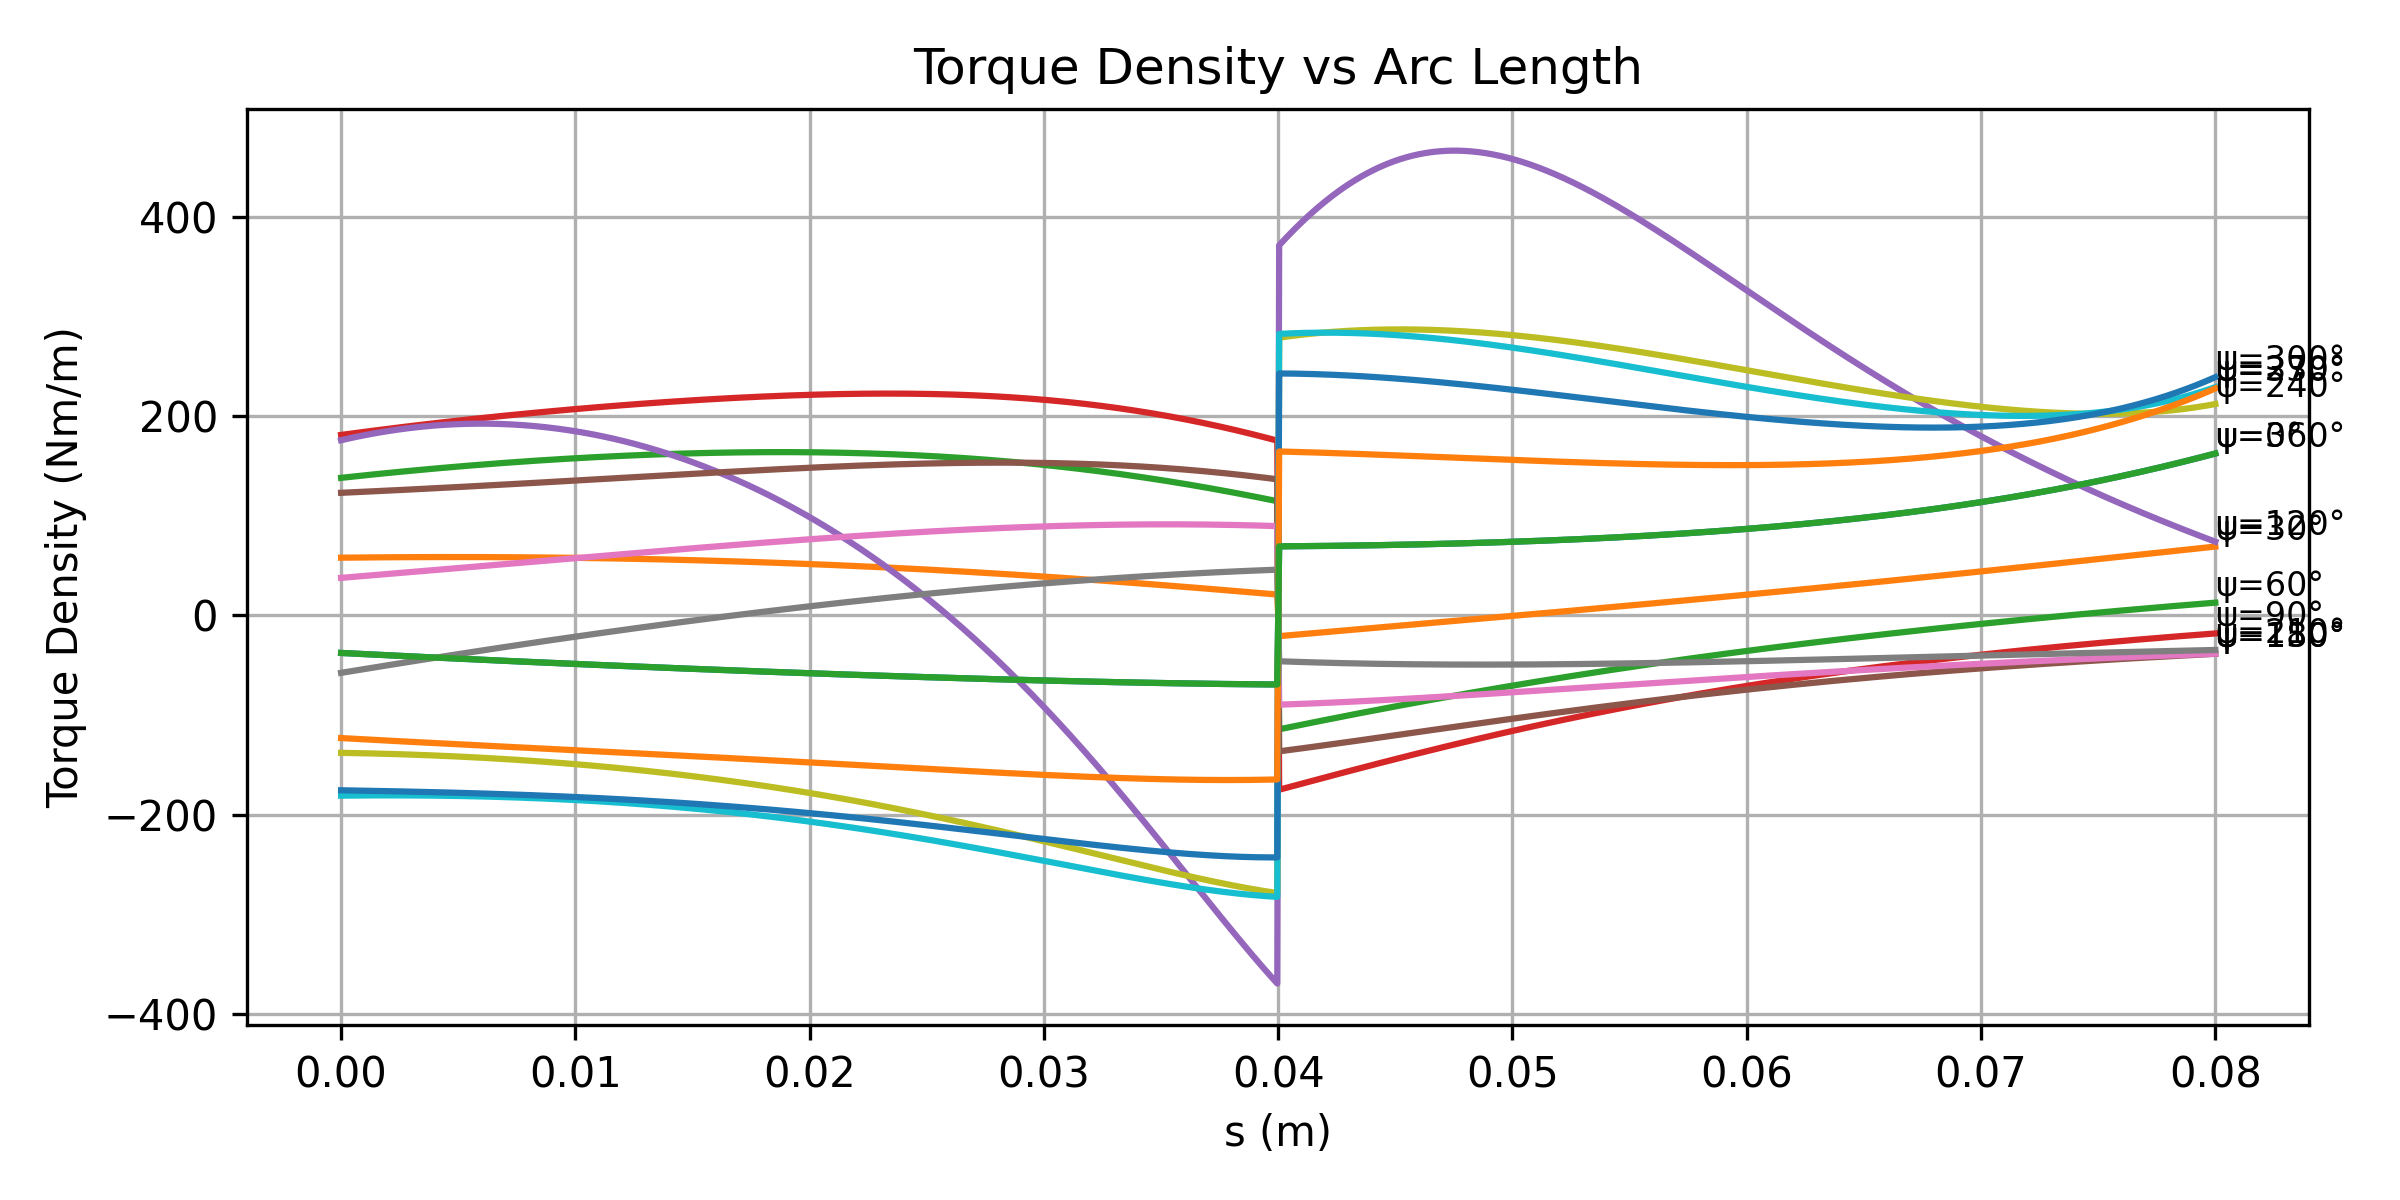 Torque Density vs Arc Length
Torque Density (Nm/m)
400
200
0
−200
−400
ψ=300°
ψ=240°
ψ=360°
ψ=120°
ψ=30°
ψ=60°
ψ=90°
0.00
0.01
0.02
0.03
0.04
0.05
0.06
0.07
0.08
s (m)